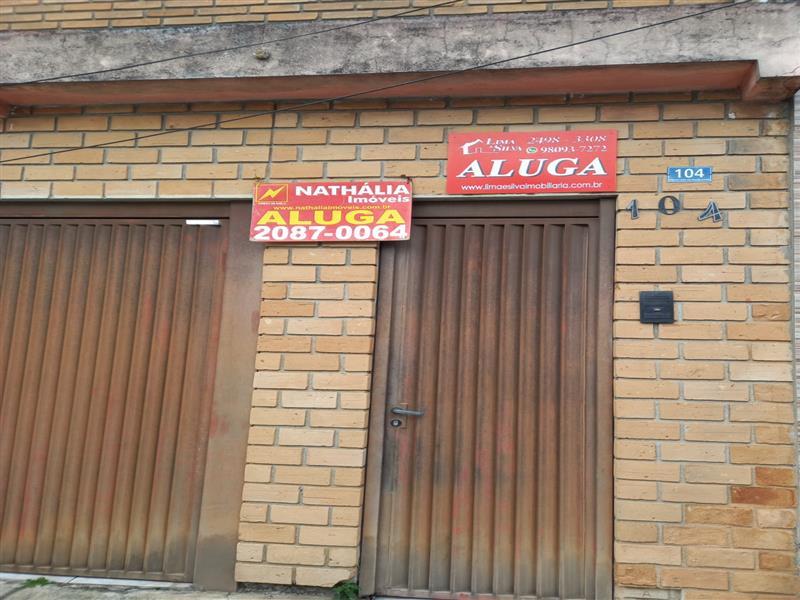 NATHÁLIA
Imóveis
www.nathaliaimóveis.com.br
ALUGA
2087-0064
LIMA 2498-3308
SILVA 98093-7272
ALUGA
www.limaesilvaimobiliaria.com.br
104
104